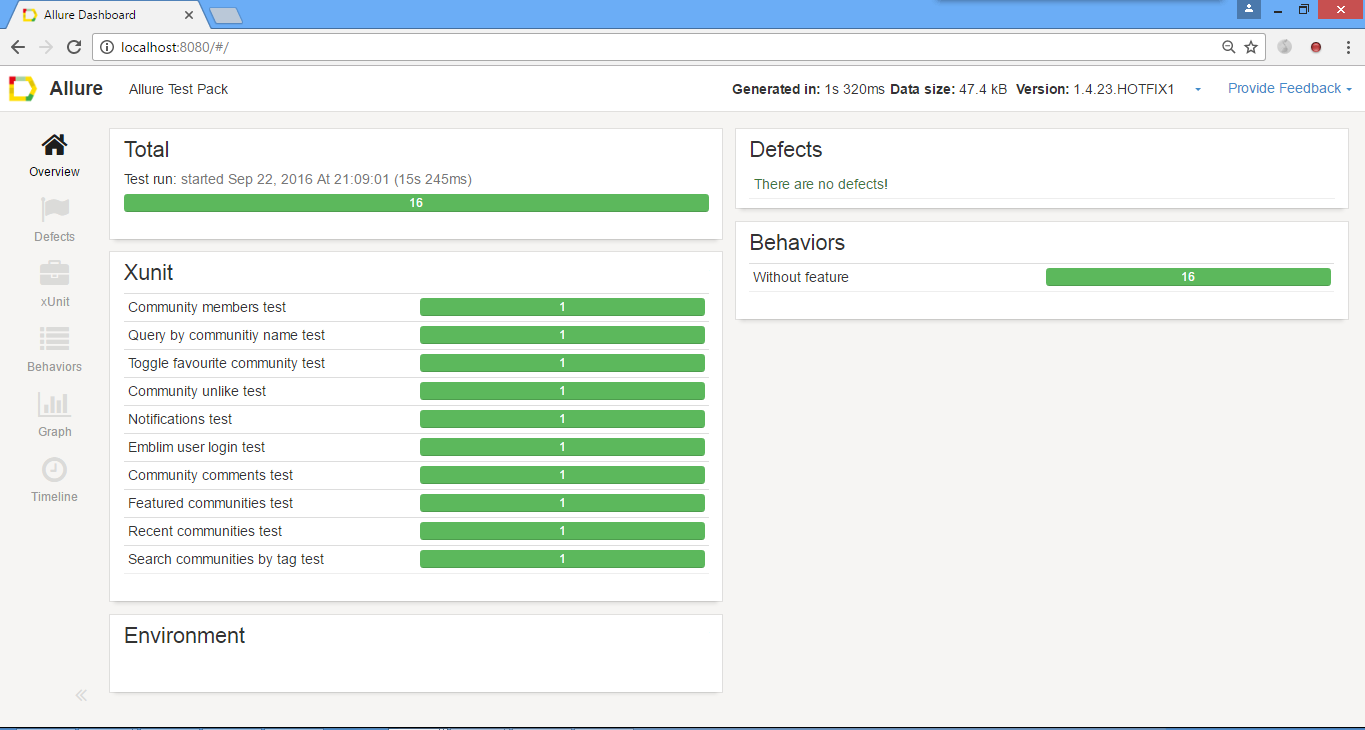 Allure Dashboard
localhost:8080/#/
Allure
Allure Test Pack
Generated in: 1s 320ms Data size: 47.4 kB Version: 1.4.23.HOTFIX1
Provide Feedback
Overview
Defects
xUnit
Behaviors
Graph
Timeline
Total
Test run: started Sep 22, 2016 At 21:09:01 (15s 245ms)
16
Xunit
Community members test 1
Query by communitiy name test 1
Toggle favourite community test 1
Community unlike test 1
Notifications test 1
Emblim user login test 1
Community comments test 1
Featured communities test 1
Recent communities test 1
Search communities by tag test 1
Environment
Defects
There are no defects!
Behaviors
Without feature 16